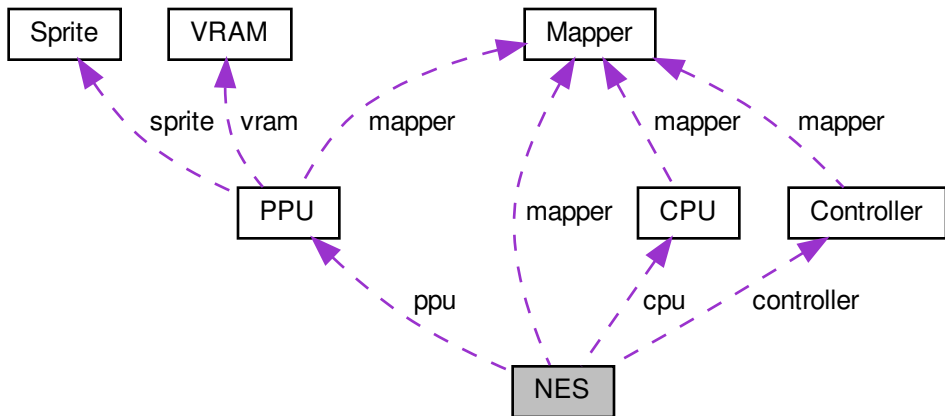 Sprite
VRAM
Mapper
sprite
vram
mapper
mapper
mapper
PPU
mapper
CPU
Controller
ppu
cpu
controller
NES